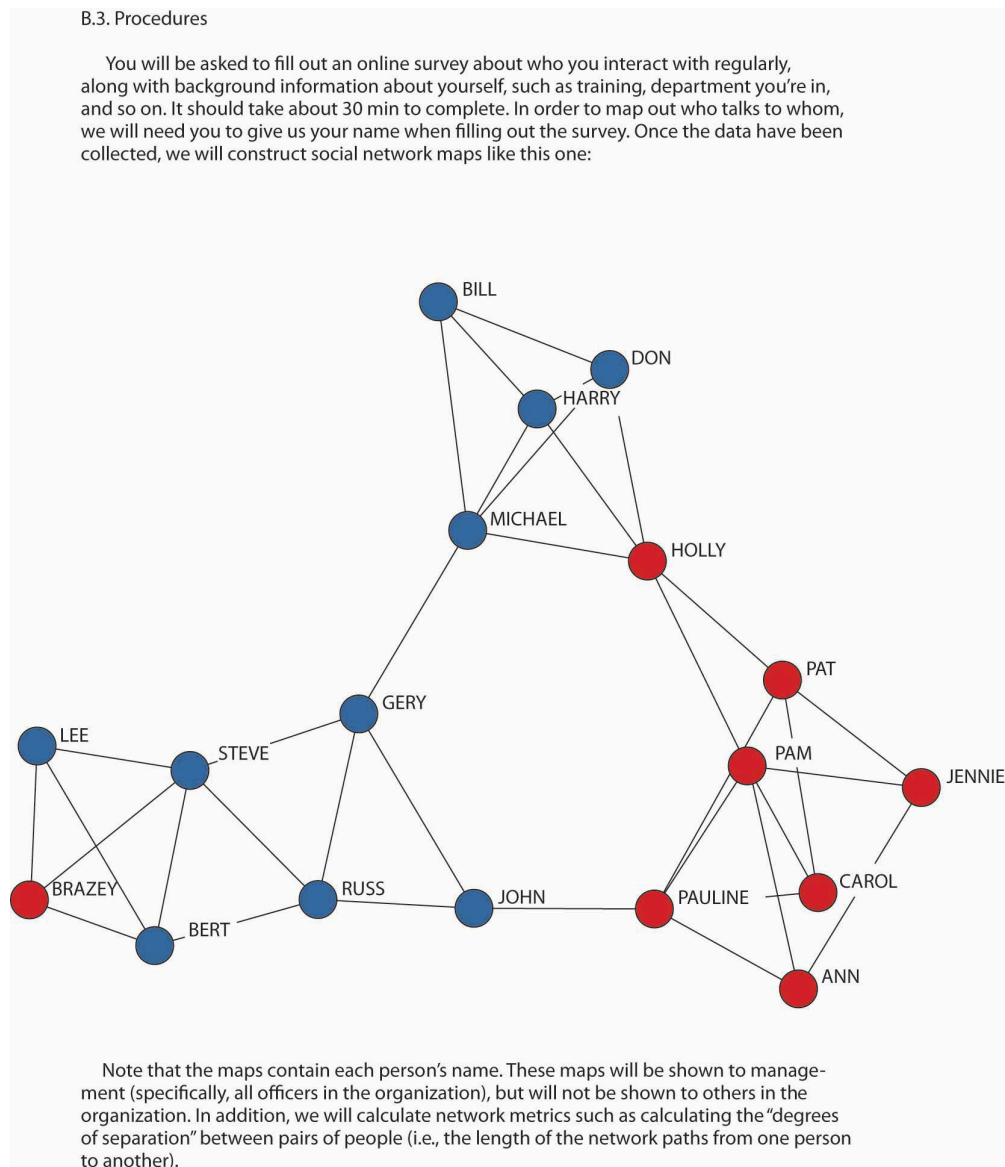 B.3. Procedures
You will be asked to fill out an online survey about who you interact with regularly,
along with background information about yourself, such as training, department you're in,
and so on. It should take about 30 min to complete. In order to map out who talks to whom,
we will need you to give us your name when filling out the survey. Once the data have been
collected, we will construct social network maps like this one:
BILL
DON
HARRY
MICHAEL
HOLLY
PAT
GERY
LEE
STEVE
PAM
JENNIE
BRAZEY
RUSS
CAROL
JOHN
PAULINE
BERT
ANN
Note that the maps contain each person's name. These maps will be shown to manage-
ment (specifically, all officers in the organization), but will not be shown to others in the
organization. In addition, we will calculate network metrics such as calculating the "degrees
of separation" between pairs of people (i.e., the length of the network paths from one person
to another).